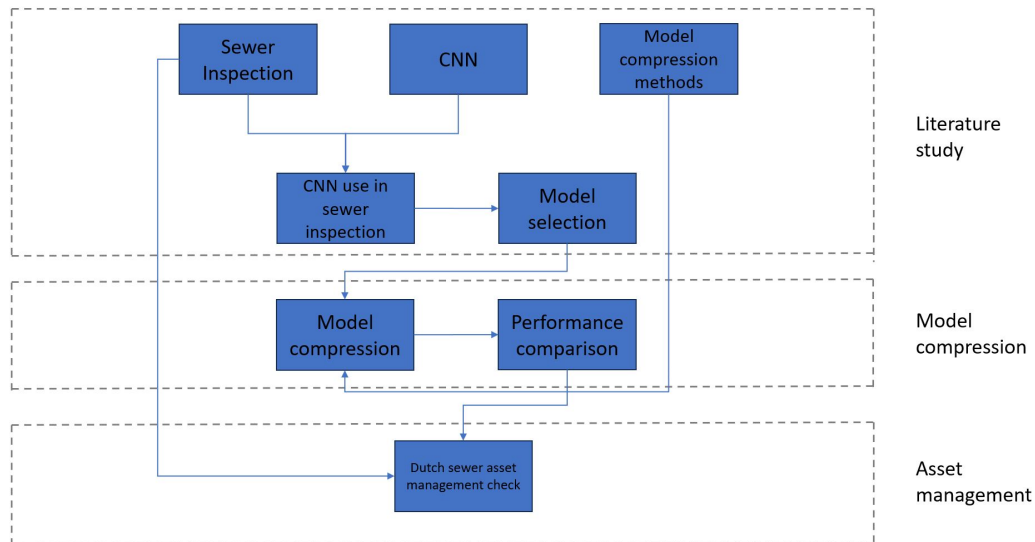 Sewer
Inspection
CNN
Model
compression
methods
Literature
study
CNN use in
sewer
inspection
Model
selection
Model
compression
Performance
comparison
Model
compression
Dutch sewer asset
management check
Asset
management